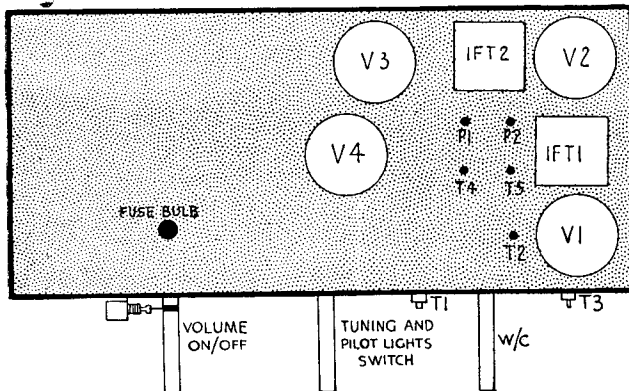 V3
IFT2
V2
V4
P1
P2
IFT1
T4
T5
FUSE BULB
T2
V1
T1
T3
VOLUME
ON/OFF
TUNING AND
PILOT LIGHTS
SWITCH
W/C